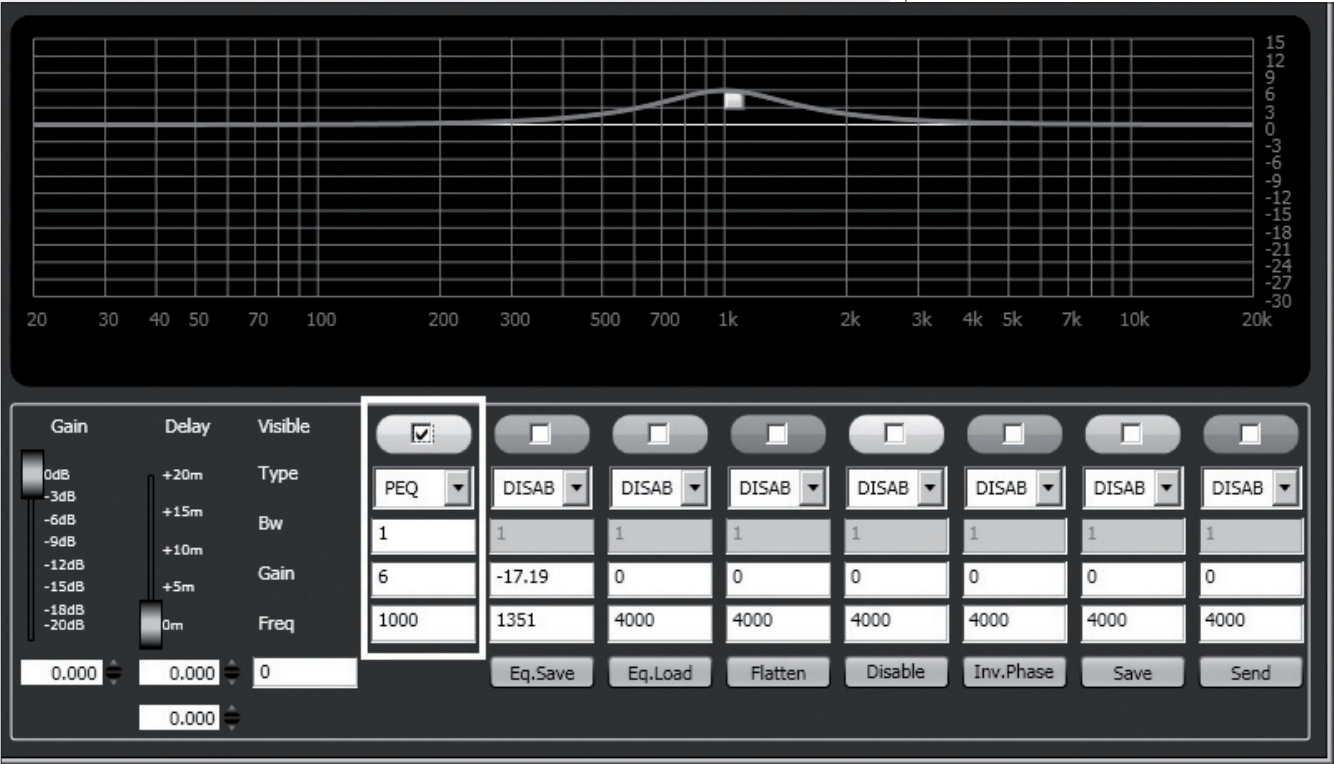 15
12
9
6
3
0
-3
-6
-9
-12
-15
-18
-21
-24
-27
-30
20 30 40 50 70 100 200 300 500 700 1k 2k 3k 4k 5k 7k 10k 20k
Gain Delay Visible
0dB +20m Type PEQ DISAB DISAB DISAB DISAB DISAB DISAB DISAB
-3dB
-6dB +15m
-9dB Bw 1 1 1 1 1 1 1 1
-12dB +10m
-15dB +5m Gain 6 -17.19 0 0 0 0 0 0
-18dB
-20dB 0m Freq 1000 1351 4000 4000 4000 4000 4000 4000
0.000 0.000 0 Eq.Save Eq.Load Flatten Disable Inv.Phase Save Send
0.000